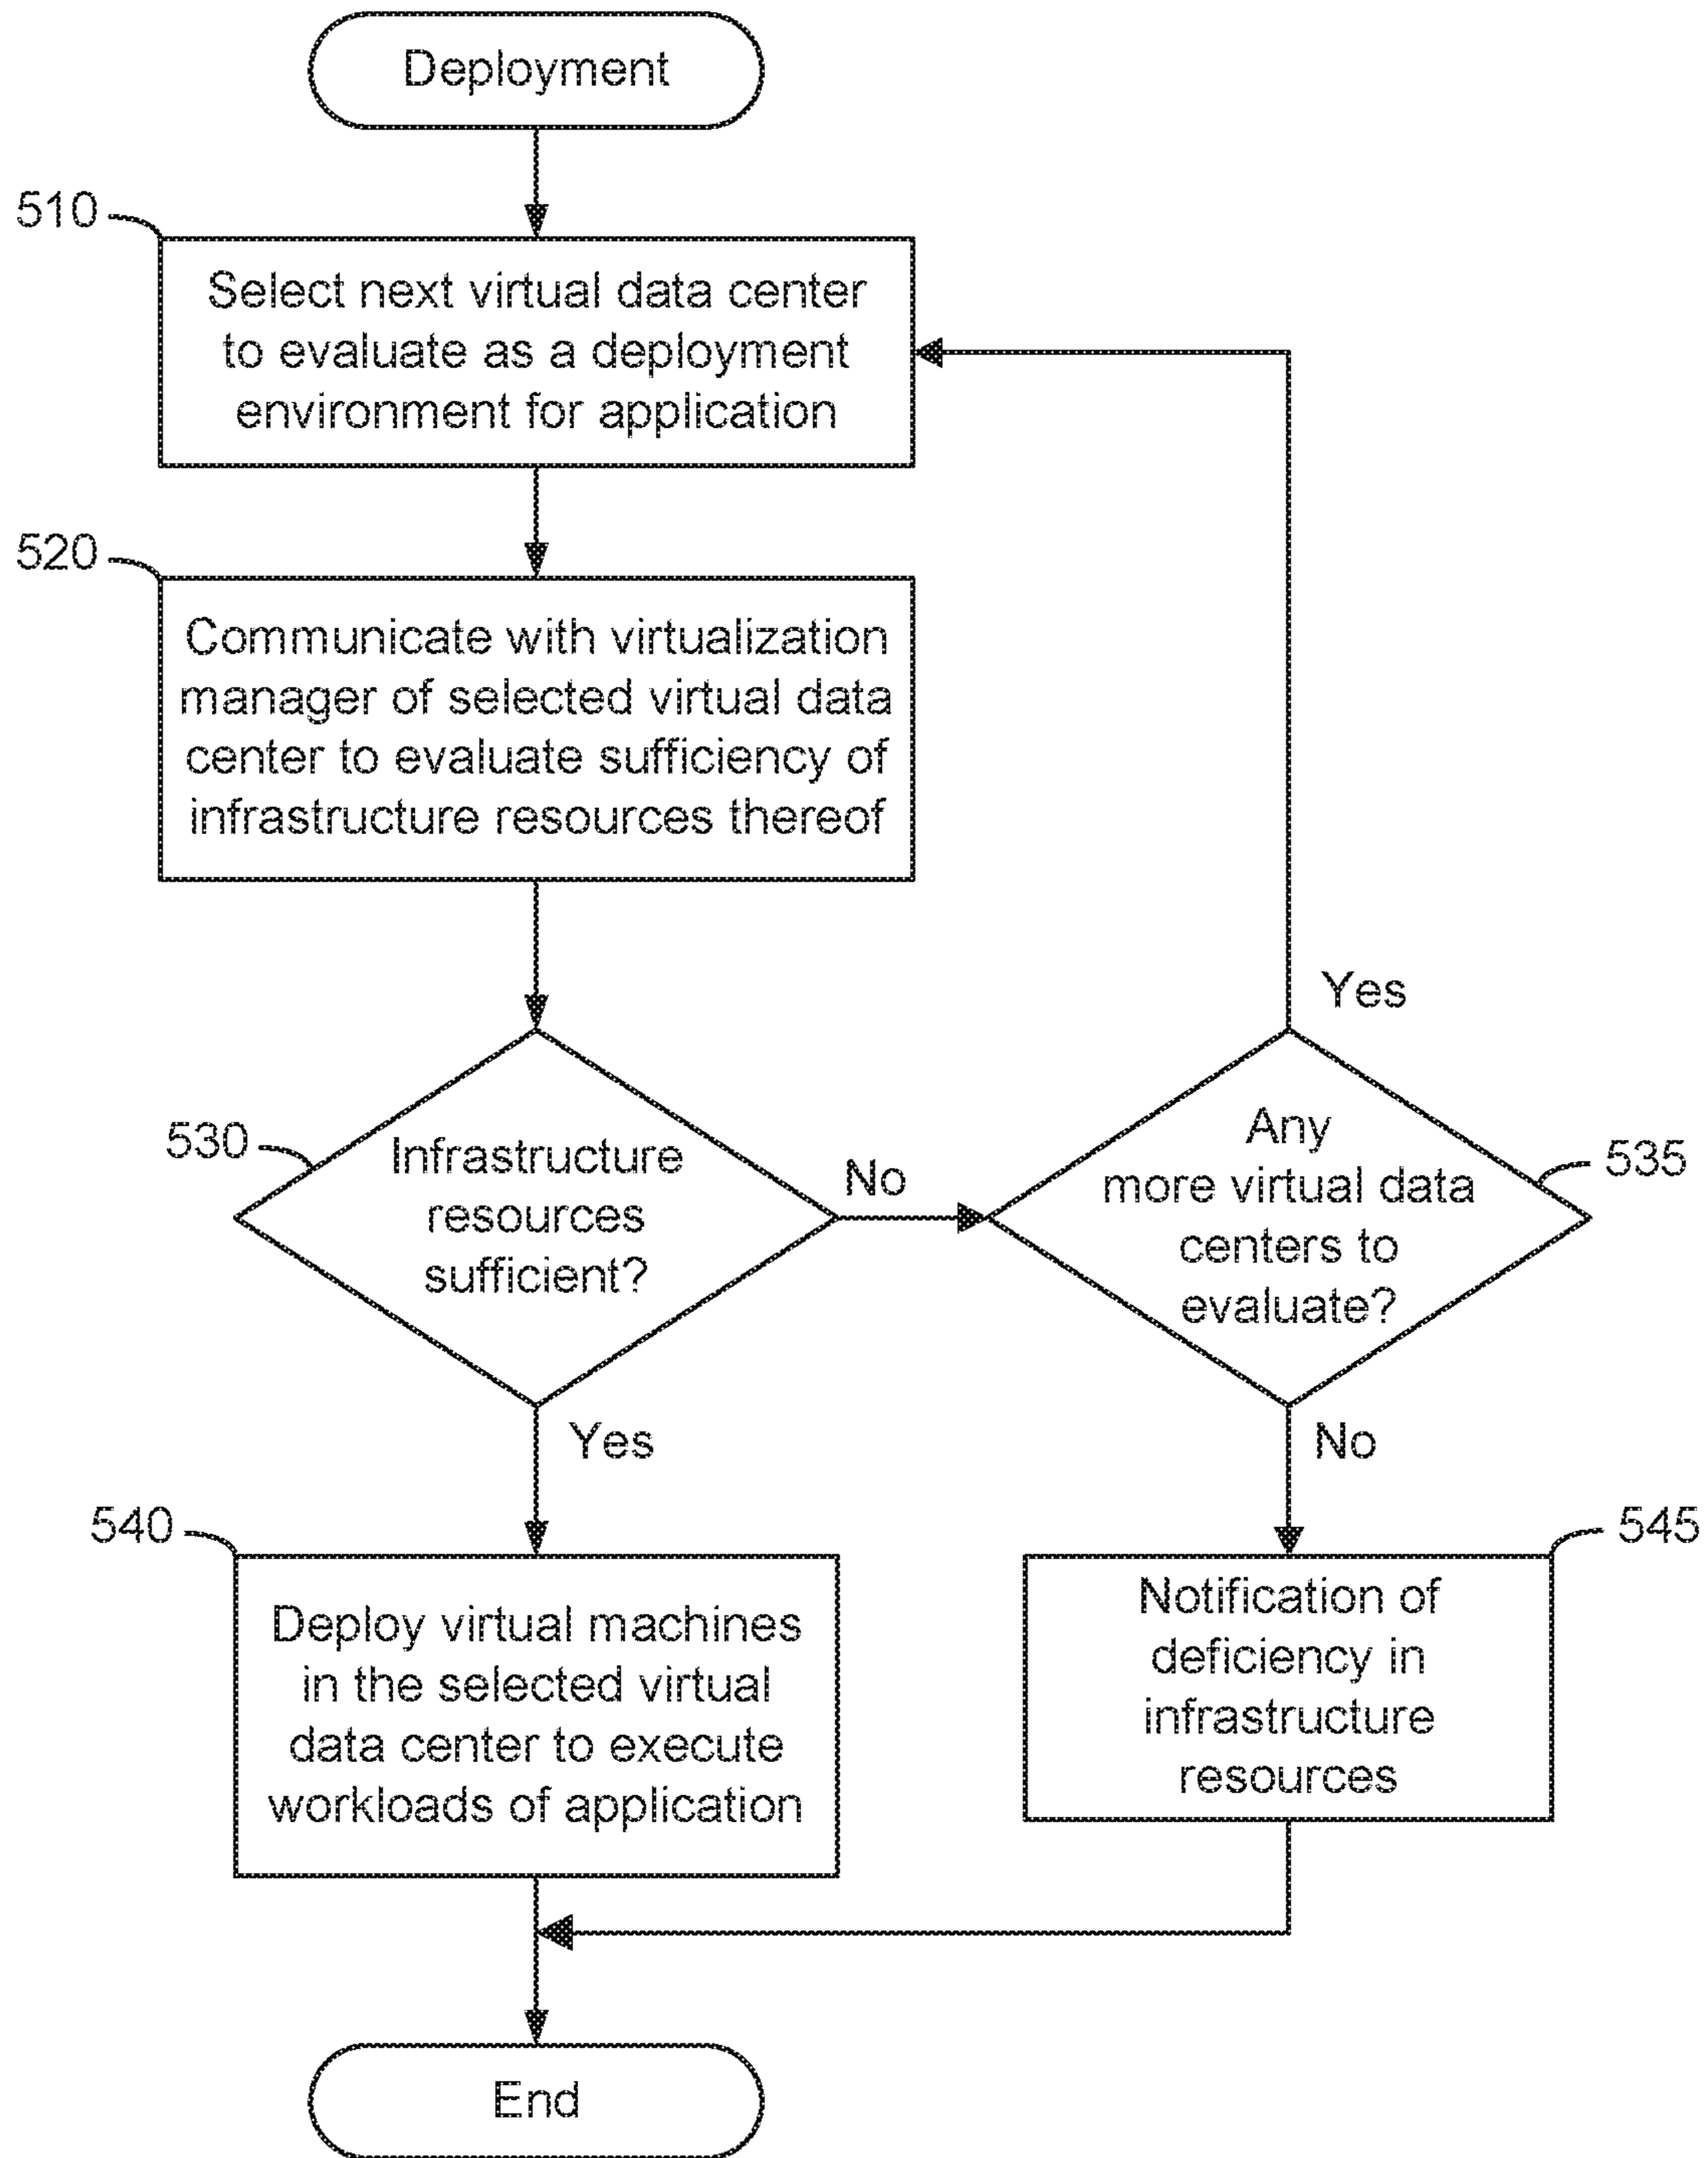 Deployment
510
Select next virtual data center
to evaluate as a deployment
environment for application
520
Communicate with virtualization
manager of selected virtual data
center to evaluate sufficiency of
infrastructure resources thereof
530
Infrastructure
resources
sufficient?
No
Yes
Any
more virtual data
centers to
evaluate?
535
Yes
No
540
Deploy virtual machines
in the selected virtual
data center to execute
workloads of application
545
Notification of
deficiency in
infrastructure
resources
End